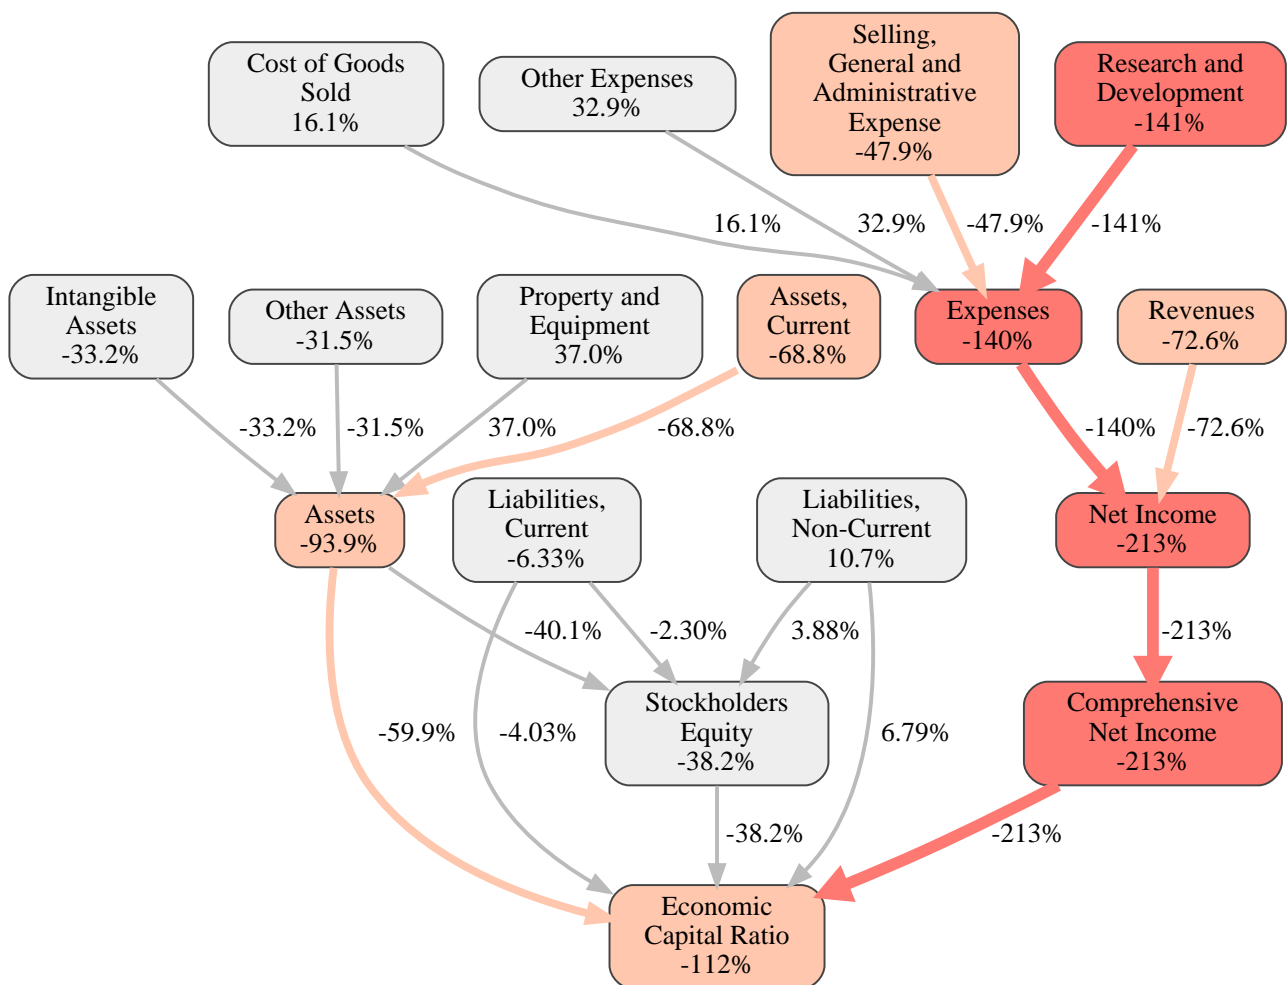 Cost of Goods
Sold
16.1%
Other Expenses
32.9%
Selling,
General and
Administrative
Expense
-47.9%
Research and
Development
-141%
16.1%
32.9%
-47.9%
-141%
Intangible
Assets
-33.2%
Other Assets
-31.5%
Property and
Equipment
37.0%
Assets,
Current
-68.8%
Expenses
-140%
Revenues
-72.6%
-33.2%
-31.5%
37.0%
-68.8%
-140%
-72.6%
Assets
-93.9%
Liabilities,
Current
-6.33%
Liabilities,
Non-Current
10.7%
Net Income
-213%
-40.1%
-2.30%
3.88%
-213%
Stockholders
Equity
-38.2%
Comprehensive
Net Income
-213%
-59.9%
-4.03%
6.79%
-38.2%
-213%
Economic
Capital Ratio
-112%